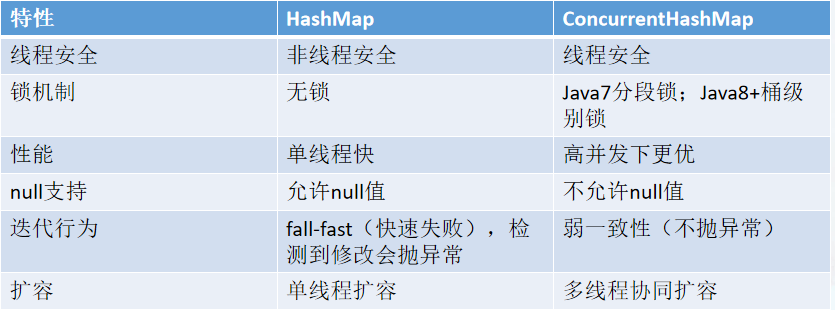 特性 HashMap ConcurrentHashMap
线程安全 非线程安全 线程安全
锁机制 无锁 Java7分段锁；Java8+桶级
别锁
性能 单线程快 高并发下更优
null支持 允许null值 不允许null值
迭代行为 fall-fast（快速失败），检 弱一致性（不抛异常）
测到修改会抛异常
扩容 单线程扩容 多线程协同扩容